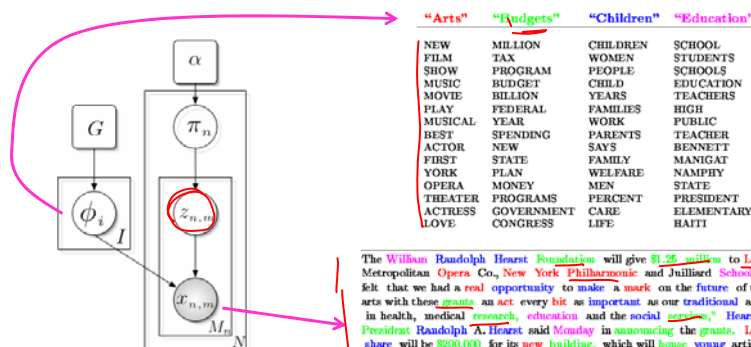 α
π_n
G
z_{n,m}
ϕ_i
I
x_{n,m}
M_n
N
“Arts” “Budgets” “Children” “Education”
NEW MILLION CHILDREN SCHOOL
FILM TAX WOMEN STUDENTS
SHOW PROGRAM PEOPLE SCHOOLS
MUSIC BUDGET CHILD EDUCATION
MOVIE BILLION YEARS TEACHERS
PLAY FEDERAL FAMILIES HIGH
MUSICAL YEAR WORK PUBLIC
BEST SPENDING PARENTS TEACHER
ACTOR NEW SAYS BENNETT
FIRST STATE FAMILY MANIGAT
YORK PLAN WELFARE NAMPHY
OPERA MONEY MEN STATE
THEATER PROGRAMS PERCENT PRESIDENT
ACTRESS GOVERNMENT CARE ELEMENTARY
LOVE CONGRESS LIFE HAITI
The William Randolph Hearst Foundation will give $1.25 million to L
Metropolitan Opera Co., New York Philharmonic and Juilliard School
felt that we had a real opportunity to make a mark on the future of
arts with these grants an act every bit as important as our traditional a
in health, medical research, education and the social services,” Hear
President Randolph A. Hearst said Monday in announcing the grants. L
share will be $200,000 for its new building, which will house young arti